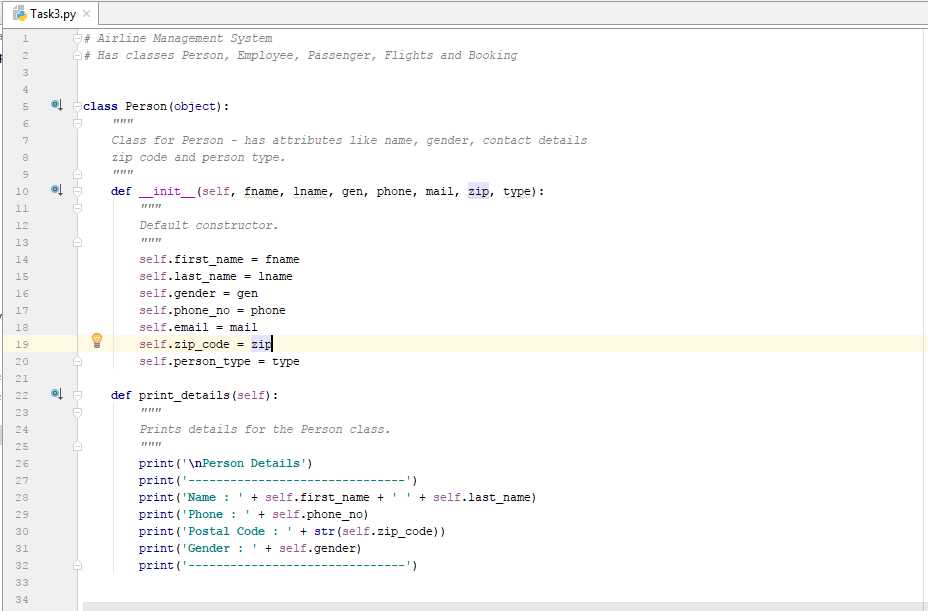 Task3.py
1 # Airline Management System
2 # Has classes Person, Employee, Passenger, Flights and Booking
3
4
5 class Person(object):
6 """
7 Class for Person - has attributes like name, gender, contact details
8 zip code and person type.
9 """
10 def __init__(self, fname, lname, gen, phone, mail, zip, type):
11 """
12 Default constructor.
13 """
14 self.first_name = fname
15 self.last_name = lname
16 self.gender = gen
17 self.phone_no = phone
18 self.email = mail
19 self.zip_code = zip
20 self.person_type = type
21
22 def print_details(self):
23 """
24 Prints details for the Person class.
25 """
26 print('\nPerson Details')
27 print('-------------------------------')
28 print('Name : ' + self.first_name + ' ' + self.last_name)
29 print('Phone : ' + self.phone_no)
30 print('Postal Code : ' + str(self.zip_code))
31 print('Gender : ' + self.gender)
32 print('-------------------------------')
33
34